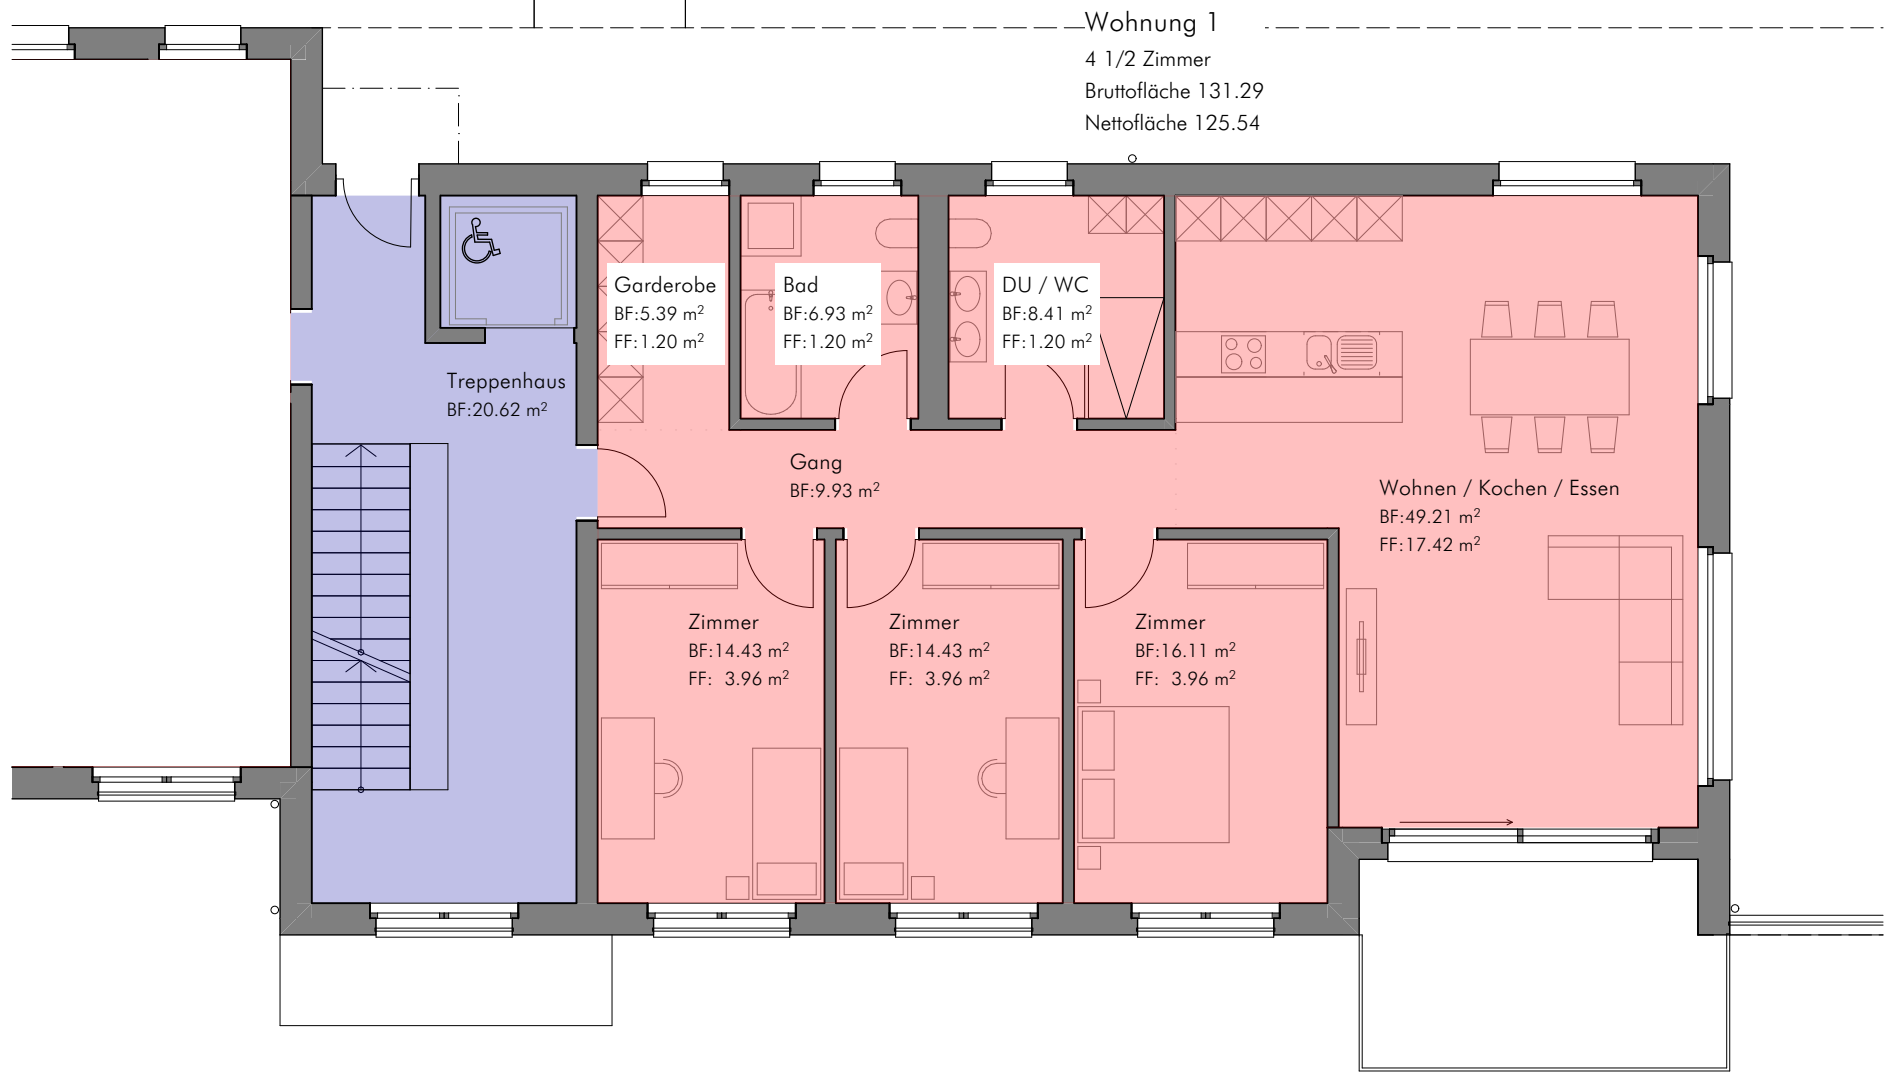 Wohnung 1
4 1/2 Zimmer
Bruttofläche 131.29
Nettofläche 125.54
Garderobe
BF:5.39 m²
FF:1.20 m²
Bad
BF:6.93 m²
FF:1.20 m²
DU / WC
BF:8.41 m²
FF:1.20 m²
Treppenhaus
BF:20.62 m²
Gang
BF:9.93 m²
Wohnen / Kochen / Essen
BF:49.21 m²
FF:17.42 m²
Zimmer
BF:14.43 m²
FF: 3.96 m²
Zimmer
BF:14.43 m²
FF: 3.96 m²
Zimmer
BF:16.11 m²
FF: 3.96 m²